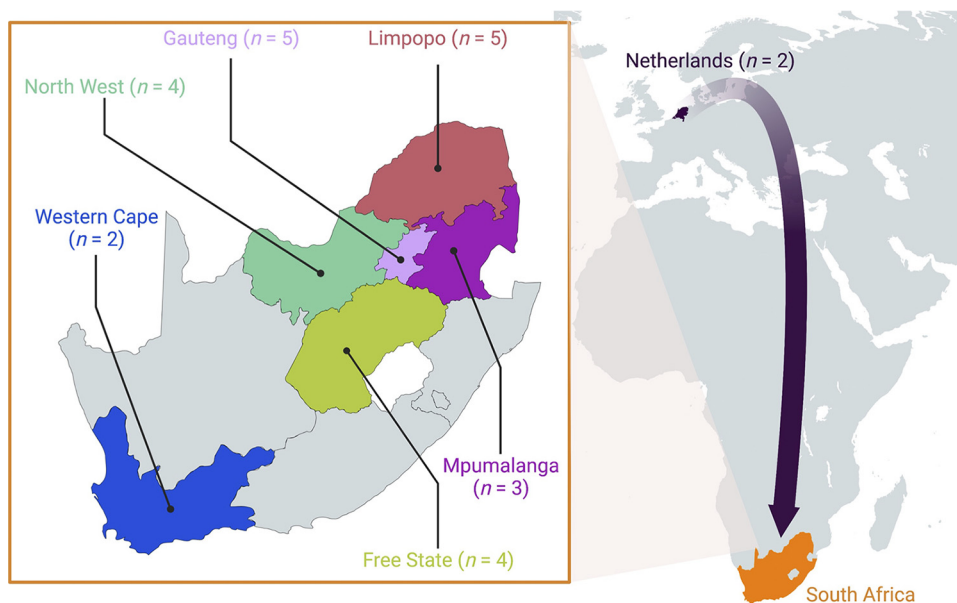 Gauteng (n = 5)
Limpopo (n = 5)
North West (n = 4)
Western Cape
(n = 2)
Mpumalanga
(n = 3)
Free State (n = 4)
Netherlands (n = 2)
South Africa